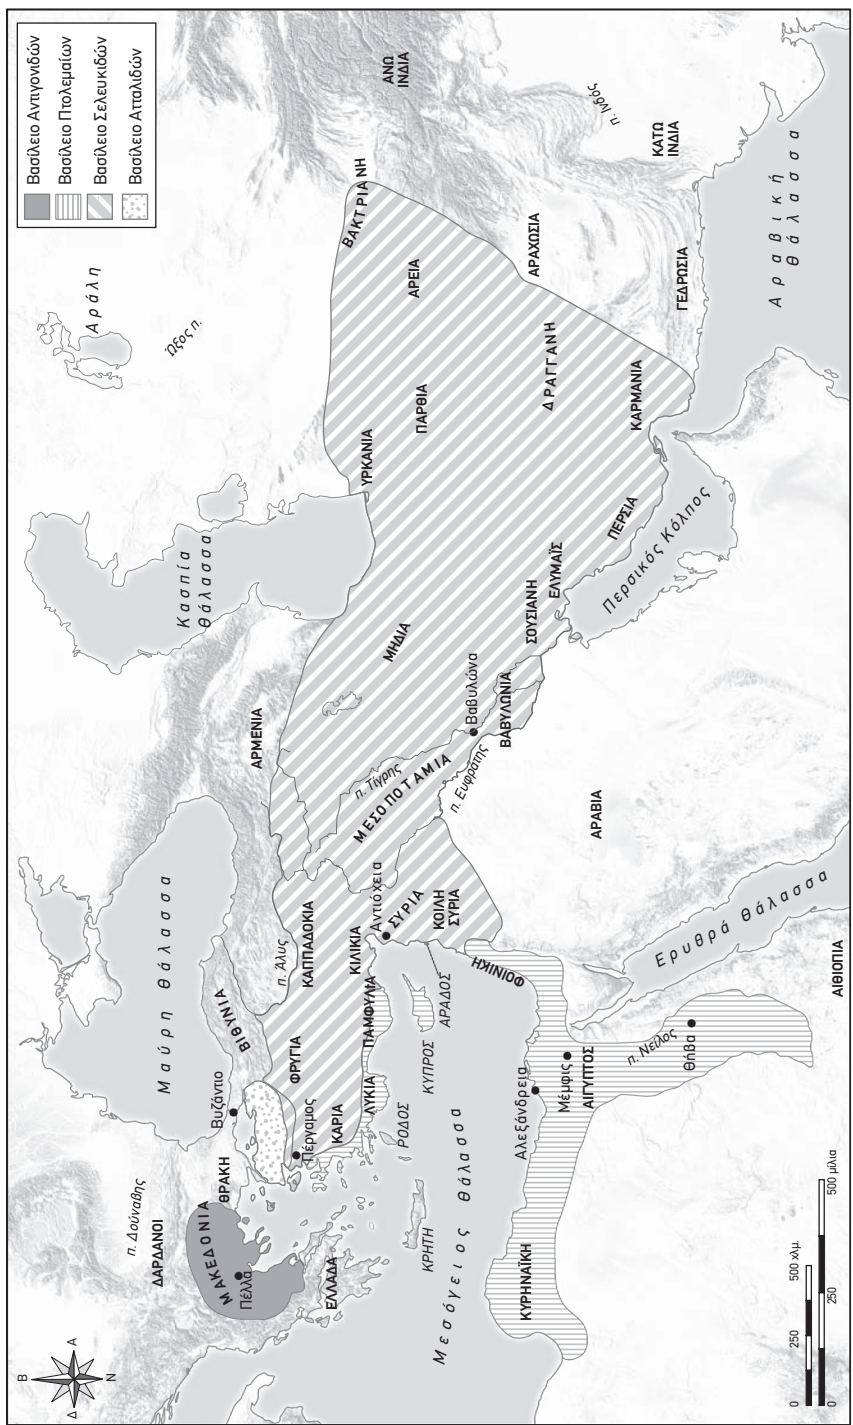 Βασίλειο Αντιγονιδών
Βασίλειο Πτολεμαίων
Βασίλειο Σελευκιδών
Βασίλειο Ατταλιδών
Β
Δ
Α
Ν
π. Δούναβης
ΔΑΡΔΑΝΟΙ
ΜΑΚΕΔΟΝΙΑ
Πέλλα
ΘΡΑΚΗ
ΕΛΛΑΔΑ
Βυζάντιο
Μαύρη θάλασσα
ΒΙΘΥΝΙΑ
Πέργαμος
ΦΡΥΓΙΑ
ΚΑΡΙΑ
ΛΥΚΙΑ
ΠΑΜΦΥΛΙΑ
ΚΙΛΙΚΙΑ
π. Άλυς
ΚΑΠΠΑΔΟΚΙΑ
ΑΡΜΕΝΙΑ
Κασπία
θάλασσα
Αράλη
Ώξος π.
ΥΡΚΑΝΙΑ
ΠΑΡΘΙΑ
ΒΑΚΤΡΙΑΝΗ
ΑΡΕΙΑ
ΑΝΩ
ΙΝΔΙΑ
π. Ινδός
ΚΑΤΩ
ΙΝΔΙΑ
ΑΡΑΧΩΣΙΑ
ΔΡΑΓΓΑΝΗ
ΓΕΔΡΩΣΙΑ
ΚΑΡΜΑΝΙΑ
Αραβική
θάλασσα
ΜΗΔΙΑ
ΠΕΡΣΙΑ
ΕΛΥΜΑΪΣ
ΣΟΥΣΙΑΝΗ
Περσικός Κόλπος
Βαβυλώνα
ΒΑΒΥΛΩΝΙΑ
π. Τίγρης
ΜΕΣΟΠΟΤΑΜΙΑ
π. Ευφράτης
Αντιόχεια
ΣΥΡΙΑ
ΚΟΙΛΗ
ΣΥΡΙΑ
ΦΟΙΝΙΚΗ
ΑΡΑΔΟΣ
ΚΥΠΡΟΣ
ΡΟΔΟΣ
ΚΡΗΤΗ
Μεσόγειος θάλασσα
ΑΡΑΒΙΑ
Ερυθρά θάλασσα
ΚΥΡΗΝΑΪΚΗ
Αλεξάνδρεια
Μέμφις
ΑΙΓΥΠΤΟΣ
π. Νείλος
Θήβα
ΑΙΘΙΟΠΙΑ
0
250
500 χλμ.
0
250
500 μίλια